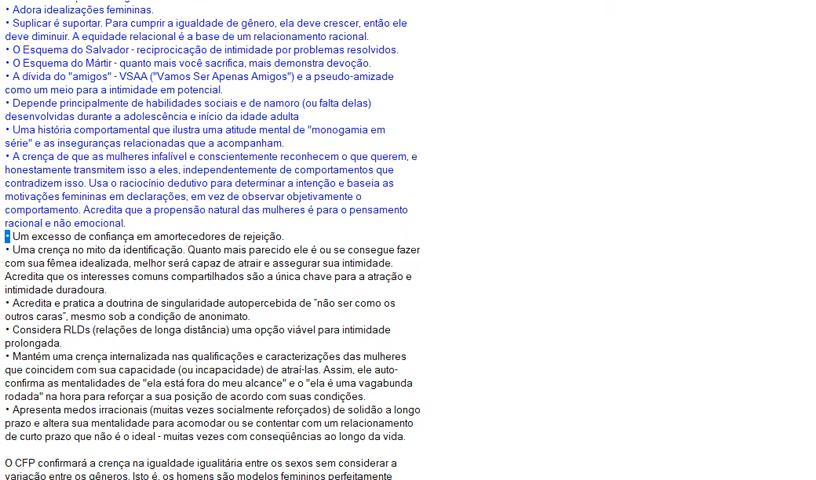 • Adora idealizações femininas.
• Suplicar é suportar. Para cumprir a igualdade de gênero, ela deve crescer, então ele
deve diminuir. A equidade relacional é a base de um relacionamento racional.
• O Esquema do Salvador - reciprocicação de intimidade por problemas resolvidos.
• O Esquema do Mártir - quanto mais você sacrifica, mais demonstra devoção.
• A dívida do "amigos" - VSAA ("Vamos Ser Apenas Amigos") e a pseudo-amizade
como um meio para a intimidade em potencial.
• Depende principalmente de habilidades sociais e de namoro (ou falta delas)
desenvolvidas durante a adolescência e início da idade adulta
• Uma história comportamental que ilustra uma atitude mental de "monogamia em
série" e as inseguranças relacionadas que a acompanham.
• A crença de que as mulheres infalível e conscientemente reconhecem o que querem, e
honestamente transmitem isso a eles, independentemente de comportamentos que
contradizem isso. Usa o raciocínio dedutivo para determinar a intenção e baseia as
motivações femininas em declarações, em vez de observar objetivamente o
comportamento. Acredita que a propensão natural das mulheres é para o pensamento
racional e não emocional.
• Um excesso de confiança em amortecedores de rejeição.
• Uma crença no mito da identificação. Quanto mais parecido ele é ou se consegue fazer
com sua fêmea idealizada, melhor será capaz de atrair e assegurar sua intimidade.
Acredita que os interesses comuns compartilhados são a única chave para a atração e
intimidade duradoura.
• Acredita e pratica a doutrina de singularidade autopercebida de "não ser como os
outros caras", mesmo sob a condição de anonimato.
• Considera RLDs (relações de longa distância) uma opção viável para intimidade
prolongada.
• Mantém uma crença internalizada nas qualificações e caracterizações das mulheres
que coincidem com sua capacidade (ou incapacidade) de atraí-las. Assim, ele auto-
confirma as mentalidades de "ela está fora do meu alcance" e o "ela é uma vagabunda
rodada" na hora para reforçar a sua posição de acordo com suas condições.
• Apresenta medos irracionais (muitas vezes socialmente reforçados) de solidão a longo
prazo e altera sua mentalidade para acomodar ou se contentar com um relacionamento
de curto prazo que não é o ideal - muitas vezes com conseqüências ao longo da vida.
O CFP confirmará a crença na igualdade igualitária entre os sexos sem considerar a
variação entre os gêneros. Isto é, os homens são modelos femininos perfeitamente